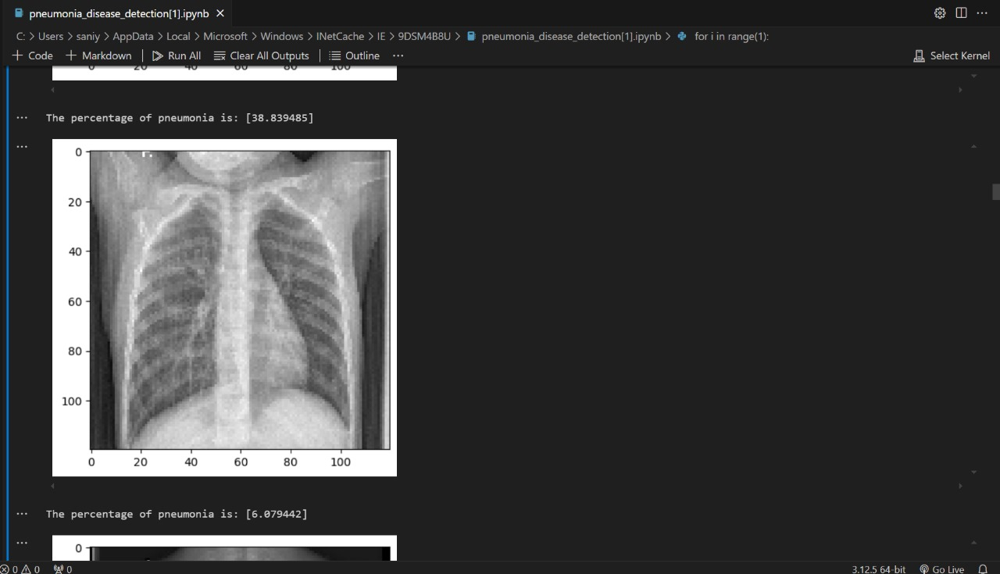 pneumonia_disease_detection[1].ipynb
C: > Users > saniy > AppData > Local > Microsoft > Windows > INetCache > IE > 9DSM4B8U > pneumonia_disease_detection[1].ipynb > for i in range(1):
+ Code + Markdown Run All Clear All Outputs Outline ... Select Kernel
0 20 40 60 80 100
The percentage of pneumonia is: [38.839485]
0
20
40
60
80
100
0 20 40 60 80 100
The percentage of pneumonia is: [6.079442]
0
0 0 0 3.12.5 64-bit Go Live